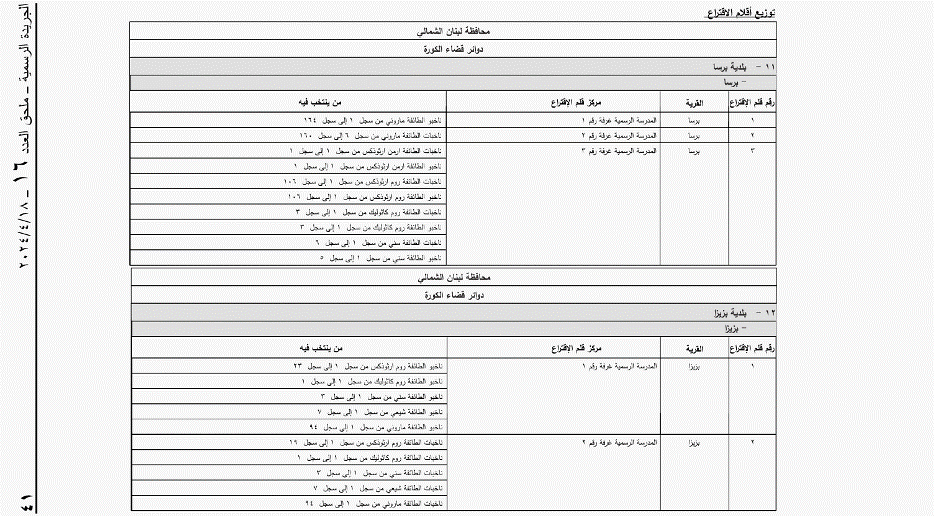 الجريدة الرسمية – ملحق العدد ١٦ – ٢٠٢٤/٤/١٨
توزيع أقلام الاقتراع
محافظة لبنان الشمالي
دوائر قضاء الكورة
١١ - بلدية برسا
- برسا
رقم قلم الإقتراع القرية مركز قلم الإقتراع من ينتخب فيه
١ برسا المدرسة الرسمية غرفة رقم ١ ناخبو الطائفة ماروني من سجل ١ إلى سجل ١٦٤
٢ برسا المدرسة الرسمية غرفة رقم ٢ ناخبات الطائفة ماروني من سجل ٦ إلى سجل ١٦٠
٣ برسا المدرسة الرسمية غرفة رقم ٣ ناخبات الطائفة ارمن ارثوذكس من سجل ١ إلى سجل ١
ناخبو الطائفة ارمن ارثوذكس من سجل ١ إلى سجل ١
ناخبات الطائفة روم ارثوذكس من سجل ١ إلى سجل ١٠٦
ناخبو الطائفة روم ارثوذكس من سجل ١ إلى سجل ١٠٦
ناخبات الطائفة روم كاثوليك من سجل ١ إلى سجل ٣
ناخبو الطائفة روم كاثوليك من سجل ١ إلى سجل ٣
ناخبات الطائفة سني من سجل ١ إلى سجل ٦
ناخبو الطائفة سني من سجل ١ إلى سجل ٥
محافظة لبنان الشمالي
دوائر قضاء الكورة
١٢ - بلدية بزيزا
- بزيزا
رقم قلم الإقتراع القرية مركز قلم الإقتراع من ينتخب فيه
١ بزيزا المدرسة الرسمية غرفة رقم ١ ناخبو الطائفة روم ارثوذكس من سجل ١ إلى سجل ٢٣
ناخبو الطائفة روم كاثوليك من سجل ١ إلى سجل ١
ناخبو الطائفة سني من سجل ١ إلى سجل ٣
ناخبو الطائفة شيعي من سجل ١ إلى سجل ٧
ناخبو الطائفة ماروني من سجل ١ إلى سجل ٩٤
٢ بزيزا المدرسة الرسمية غرفة رقم ٢ ناخبات الطائفة روم ارثوذكس من سجل ١ إلى سجل ١٦
ناخبات الطائفة روم كاثوليك من سجل ١ إلى سجل ١
ناخبات الطائفة سني من سجل ١ إلى سجل ٣
ناخبات الطائفة شيعي من سجل ١ إلى سجل ٧
ناخبات الطائفة ماروني من سجل ١ إلى سجل ٩٤
٤١